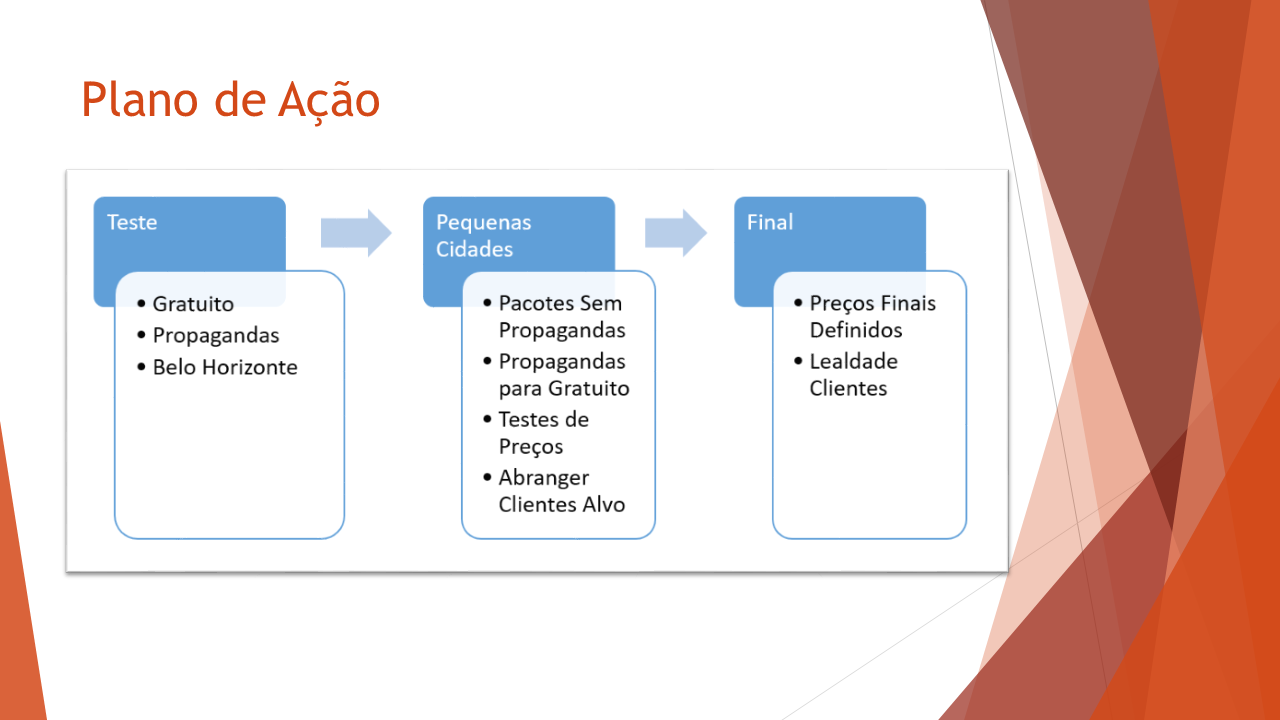 Plano de Ação
Teste
• Gratuito
• Propagandas
• Belo Horizonte
Pequenas
Cidades
• Pacotes Sem
Propagandas
• Propagandas
para Gratuito
• Testes de
Preços
• Abranger
Clientes Alvo
Final
• Preços Finais
Definidos
• Lealdade
Clientes